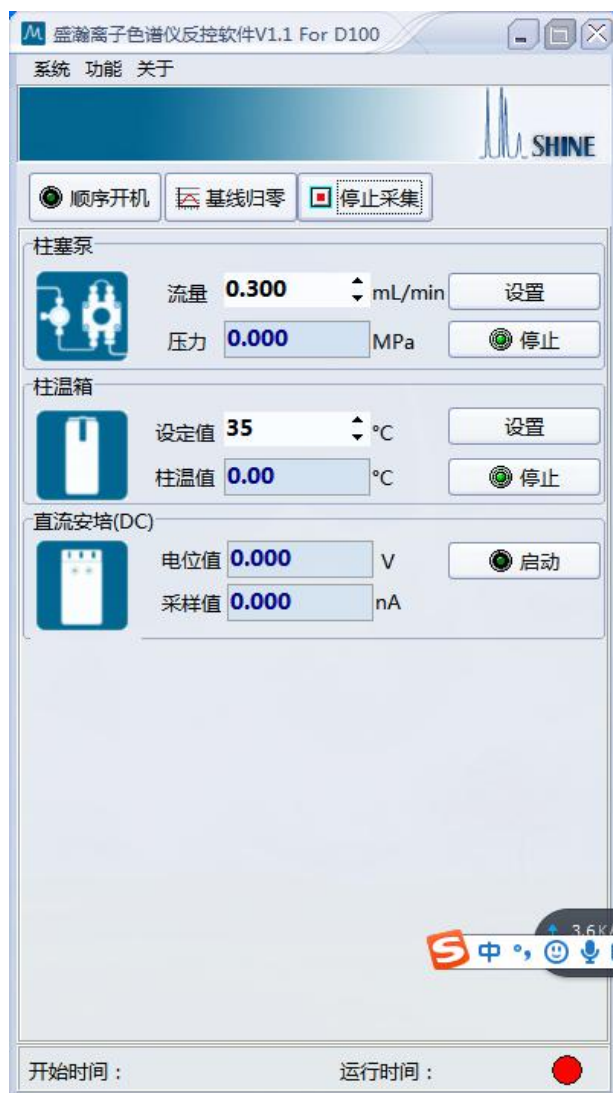 盛瀚离子色谱仪反控软件V1.1 For D100
系统 功能 关于
SHINE
顺序开机 基线归零 停止采集
柱塞泵
流量 0.300 mL/min 设置
压力 0.000 MPa 停止
柱温箱
设定值 35 °C 设置
柱温值 0.00 °C 停止
直流安培(DC)
电位值 0.000 V 启动
采样值 0.000 nA
3.6K/
中
开始时间： 运行时间：